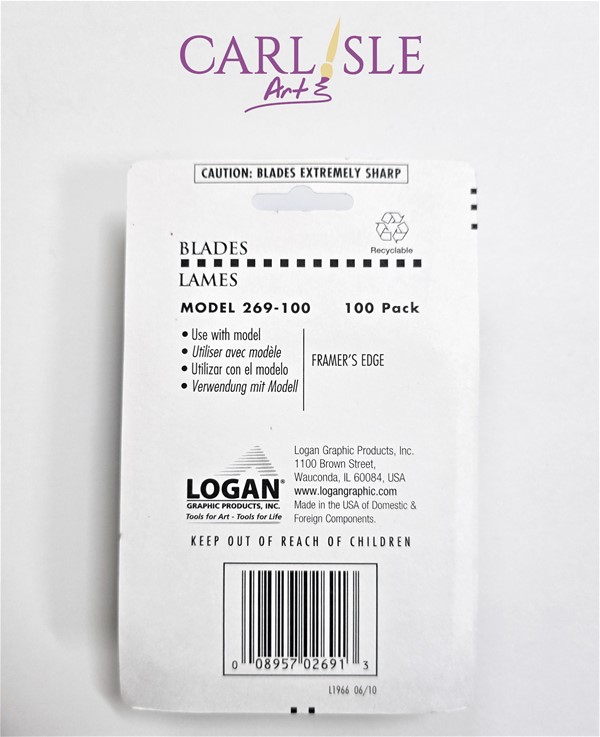 CARLISLE
Arts
CAUTION: BLADES EXTREMELY SHARP
Recyclable
BLADES
LAMES
MODEL 269-100 100 Pack
• Use with model
• Utiliser avec modèle
• Utilizar con el modelo
• Verwendung mit Modell
FRAMER'S EDGE
LOGAN®
GRAPHIC PRODUCTS, INC.
Tools for Art - Tools for Life
Logan Graphic Products, Inc.
1100 Brown Street,
Wauconda, IL 60084, USA
www.logangraphic.com
Made in the USA of Domestic &
Foreign Components.
KEEP OUT OF REACH OF CHILDREN
0 08957 02691 3
L1966 06/10